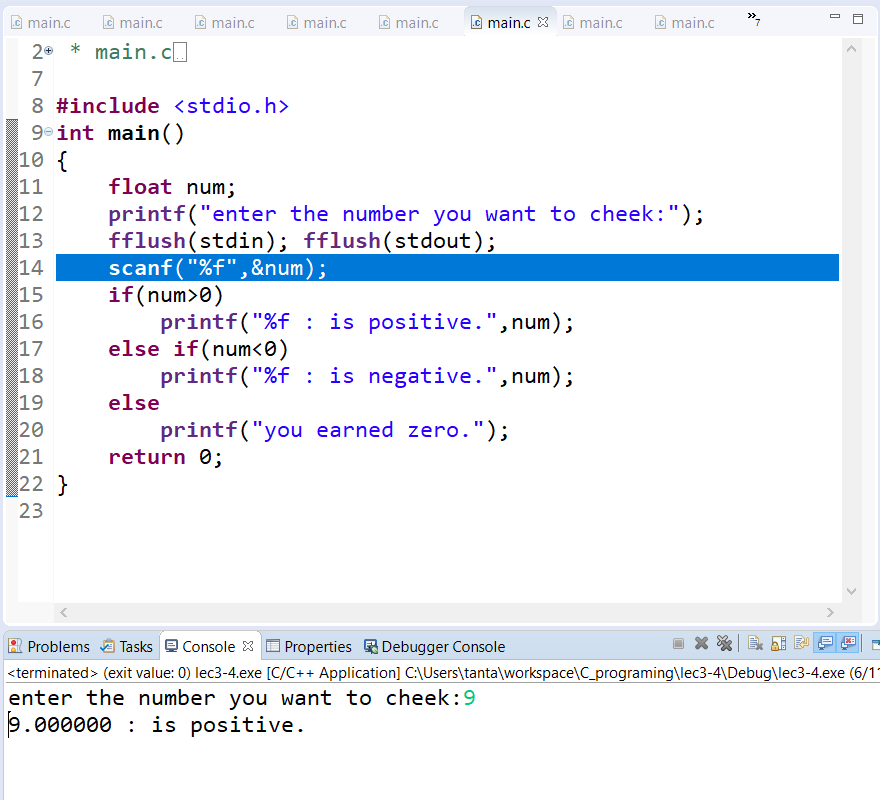 main.c main.c main.c main.c main.c main.c main.c main.c »7
2 * main.c
7
8 #include <stdio.h>
9 int main()
10 {
11     float num;
12     printf("enter the number you want to cheek:");
13     fflush(stdin); fflush(stdout);
14     scanf("%f",&num);
15     if(num>0)
16         printf("%f : is positive.",num);
17     else if(num<0)
18         printf("%f : is negative.",num);
19     else
20         printf("you earned zero.");
21     return 0;
22 }
23
Problems Tasks Console Properties Debugger Console
<terminated> (exit value: 0) lec3-4.exe [C/C++ Application] C:\Users\tanta\workspace\C_programing\lec3-4\Debug\lec3-4.exe (6/11
enter the number you want to cheek:9
9.000000 : is positive.